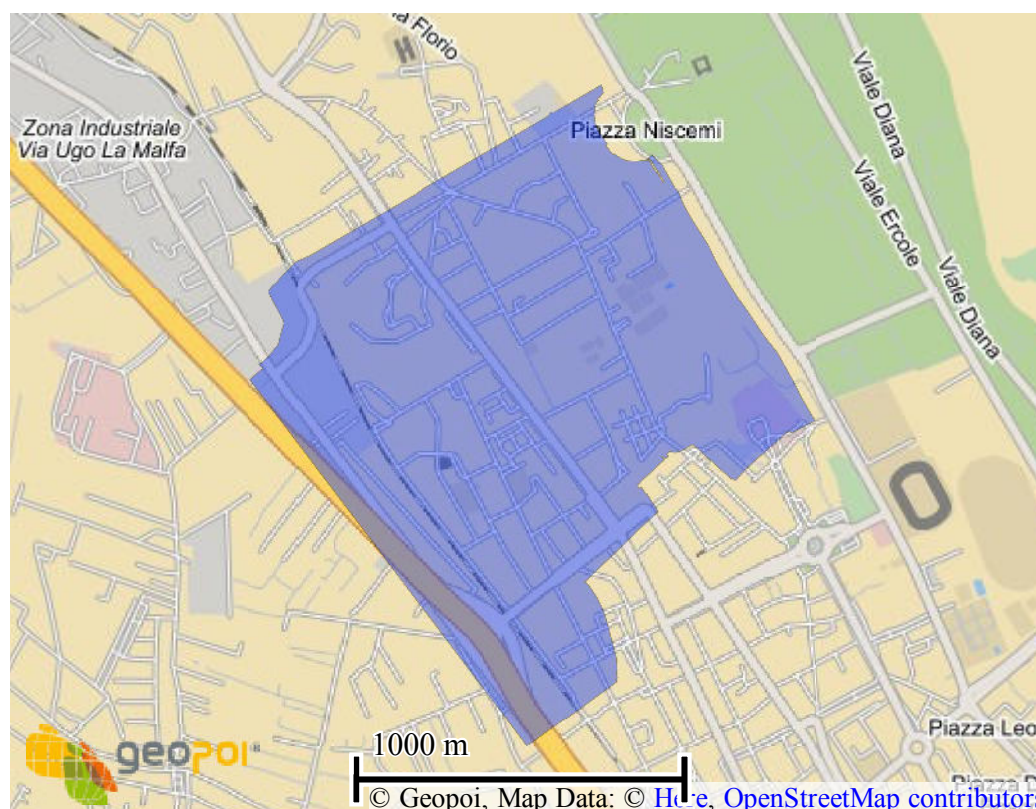 Florio
Piazza Niscemi
Viale Diana
Zona Industriale
Via Ugo La Malfa
Viale Ercole
Viale Diana
Piazza Leo
geopoi
1000 m
Piazza
© Geopoi, Map Data: © Here, OpenStreetMap contributor